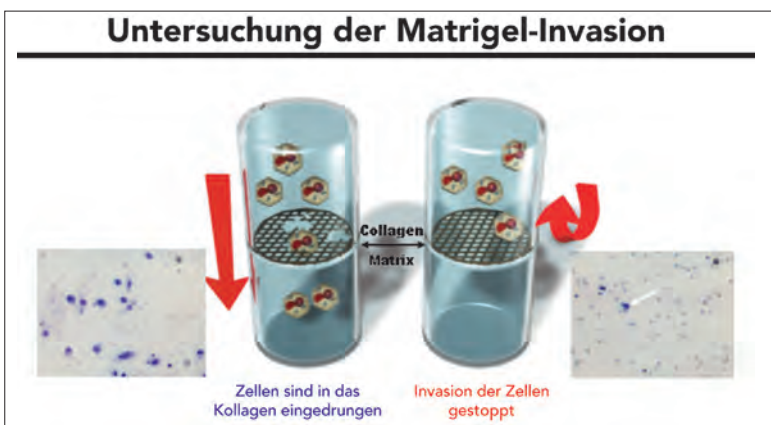 Untersuchung der Matrigel-Invasion
Collagen
Matrix
Zellen sind in das
Kollagen eingedrungen
Invasion der Zellen
gestoppt